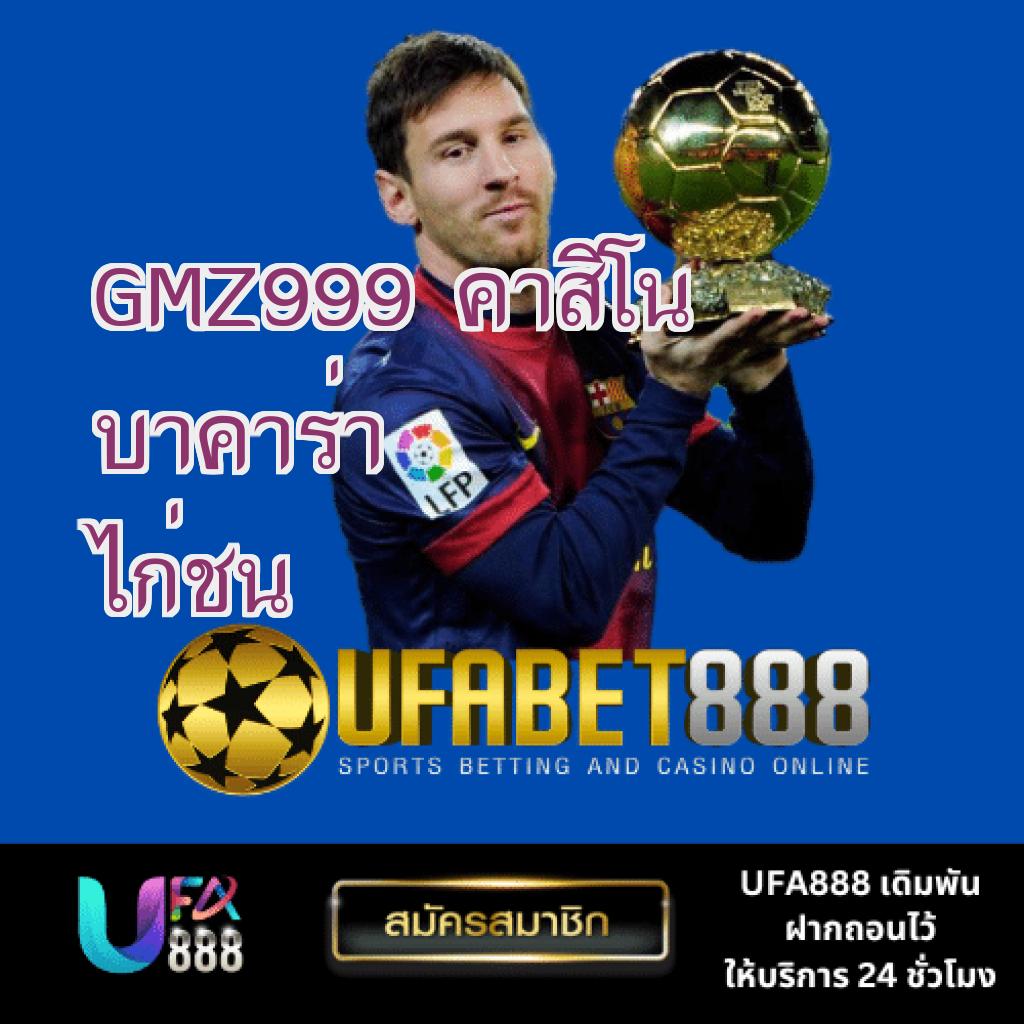 GMZ999 คาสิโน
บาคาร่า
ไก่ชน
LFP
UFABET888
SPORTS BETTING AND CASINO ONLINE
UFA
888
สมัครสมาชิก
UFA888 เดิมพัน
ฝากถอนไว้
ให้บริการ 24 ชั่วโมง